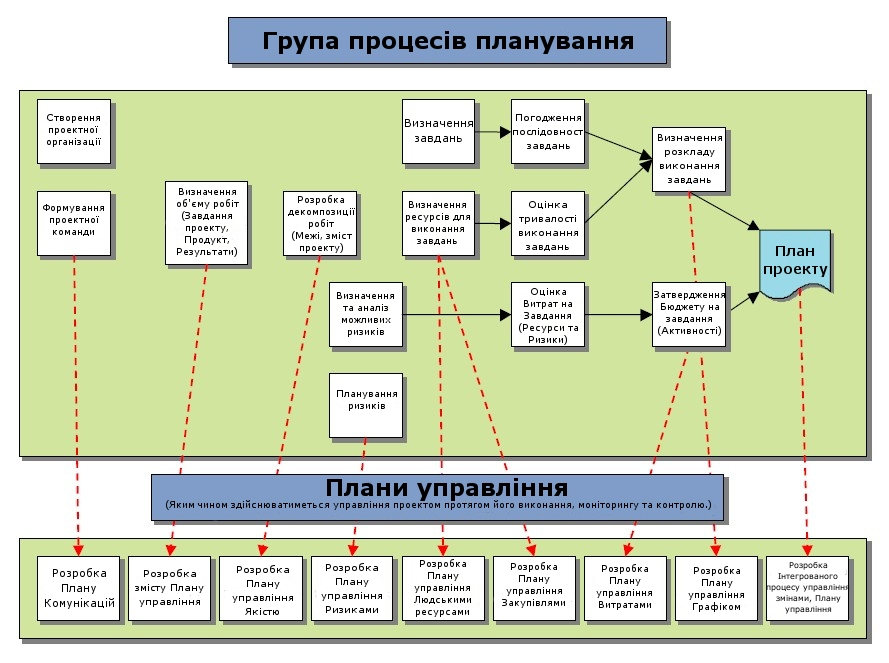 Група процесів планування
Створення
проектної
організації
Визначення
завдань
Погодження
послідовност
завдань
Визначення
розкладу
виконання
завдань
Формування
проектної
команди
Визначення
об'єму робіт
(Завдання
проекту,
Продукт,
Результати)
Розробка
декомпозиції
робіт
(Межі, зміст
проекту)
Визначення
ресурсів для
виконання
завдань
Оцінка
тривалості
виконання
завдань
План
проекту
Визначення
та аналіз
можливих
ризиків
Оцінка
Витрат на
Завдання
(Ресурси та
Ризики)
Затвердження
Бюджету на
завдання
(Активності)
Планування
ризиків
Плани управління
(Яким чином здійснюватиметься управління проектом протягом його виконання, моніторингу та контролю.)
Розробка
Плану
Комунікацій
Розробка
змісту Плану
управління
Розробка
Плану
управління
Якістю
Розробка
Плану
управління
Ризиками
Розробка
Плану
управління
Людськими
ресурсами
Розробка
Плану
управління
Закупівлями
Розробка
Плану
управління
Витратами
Розробка
Плану
управління
Графіком
Розробка
Інтегрованого
процесу управління
змінами, Плану
управління